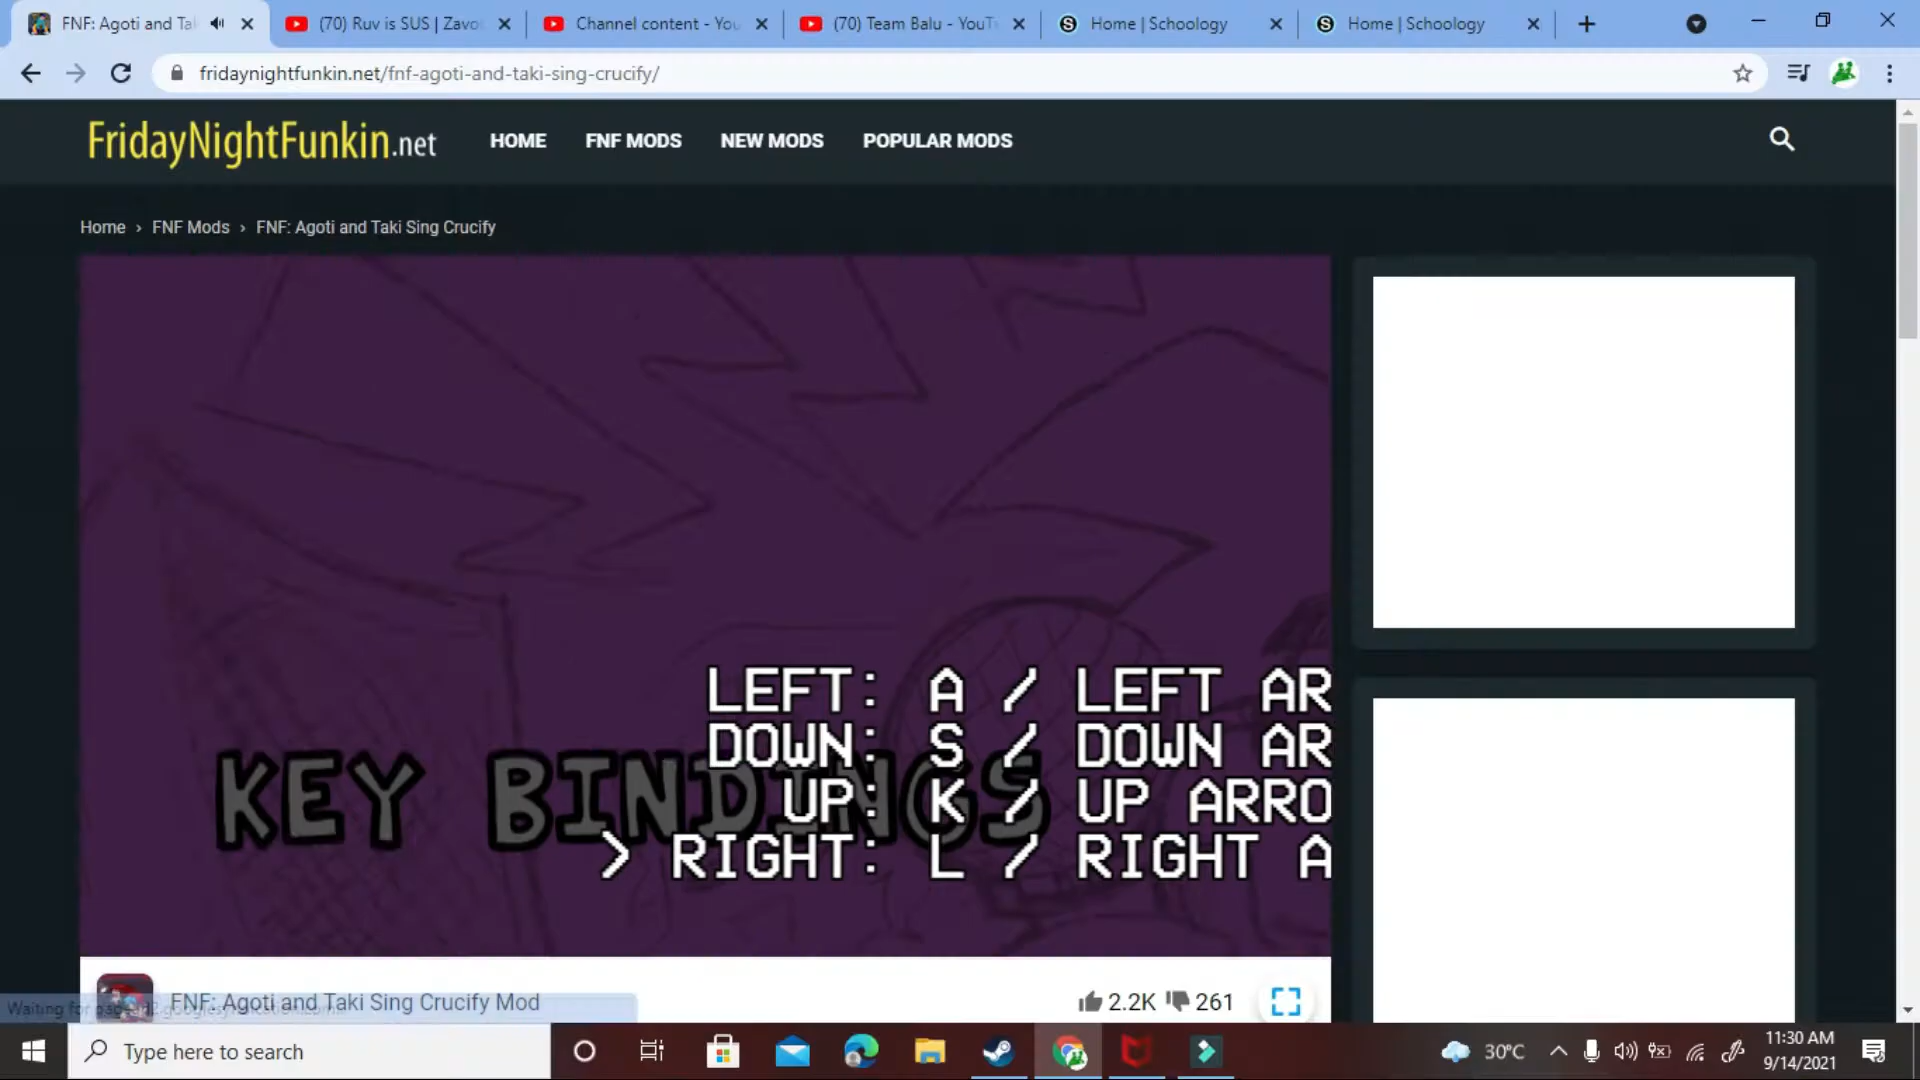 FNF: Agoti and Ta
(70) Ruv is SUS | Zavo
Channel content - You
(70) Team Balu - YouT
Home | Schoology
Home | Schoology
fridaynightfunkin.net/fnf-agoti-and-taki-sing-crucify/
FridayNightFunkin.net
HOME
FNF MODS
NEW MODS
POPULAR MODS
Home › FNF Mods › FNF: Agoti and Taki Sing Crucify
LEFT: A / LEFT AR
DOWN: S / DOWN AR
UP: K / UP ARRO
> RIGHT: L / RIGHT A
KEY BINDINGS
FNF: Agoti and Taki Sing Crucify Mod
2.2K
261
Waiting for
Type here to search
30°C
11:30 AM
9/14/2021